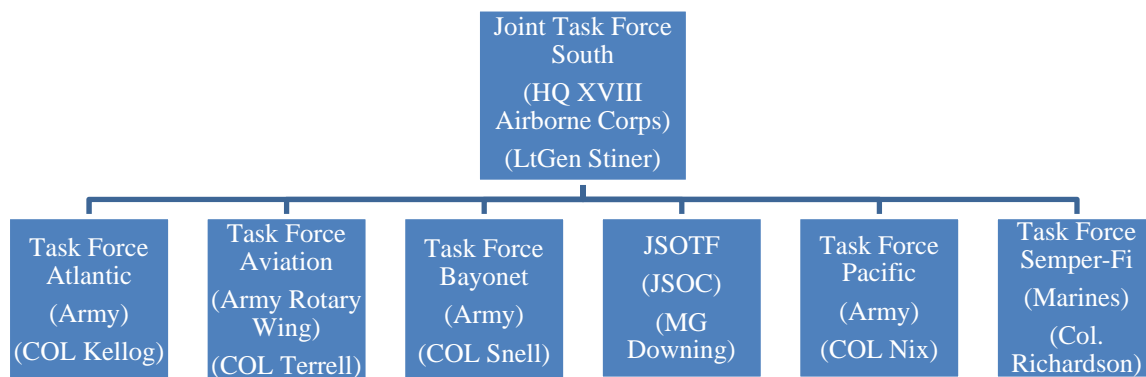 Joint Task Force
South
(HQ XVIII
Airborne Corps)
(LtGen Stiner)
Task Force
Atlantic
(Army)
(COL Kellog)
Task Force
Aviation
(Army Rotary
Wing)
(COL Terrell)
Task Force
Bayonet
(Army)
(COL Snell)
JSOTF
(JSOC)
(MG
Downing)
Task Force
Pacific
(Army)
(COL Nix)
Task Force
Semper-Fi
(Marines)
(Col.
Richardson)